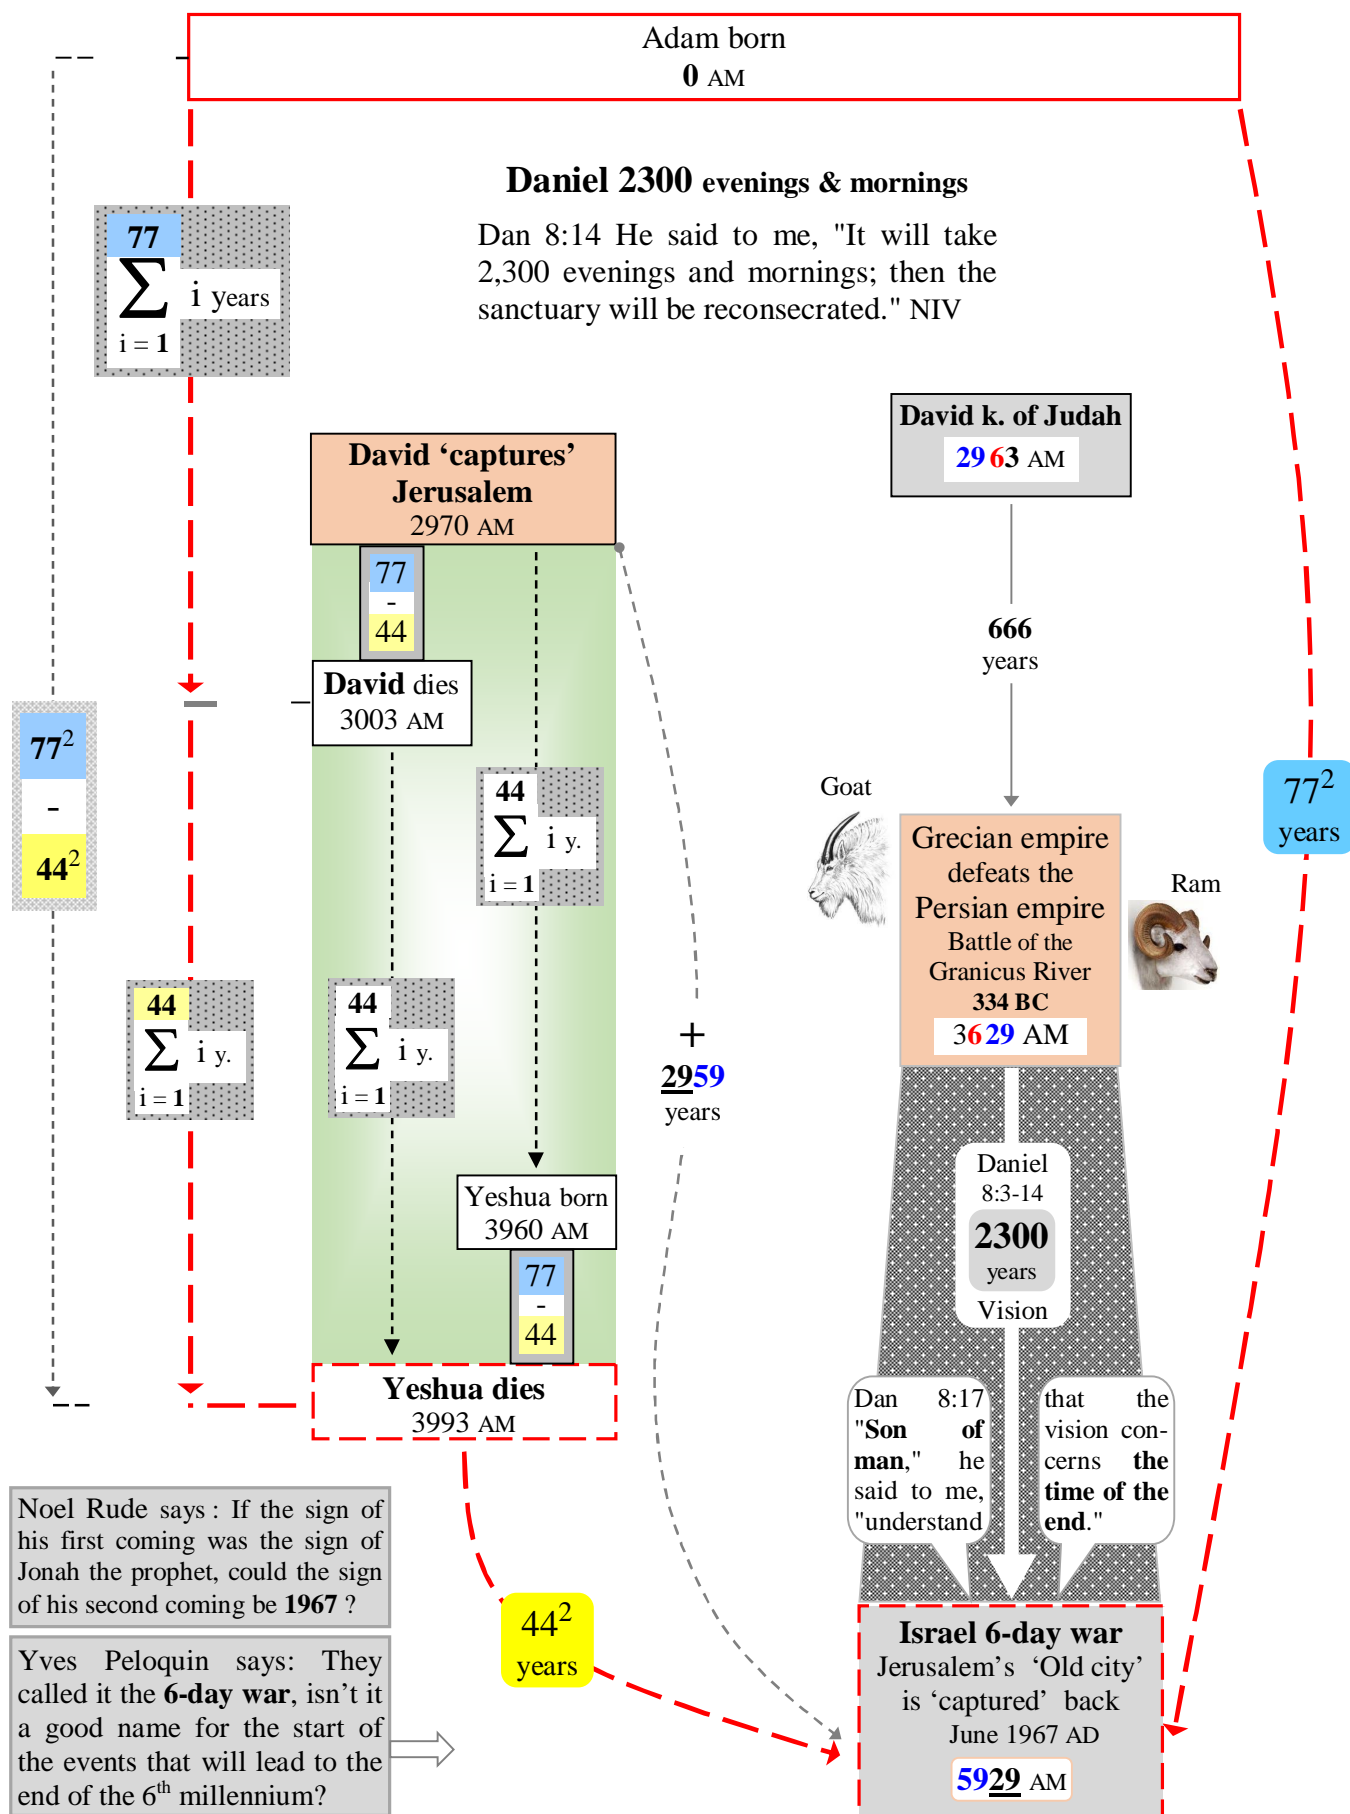 Adam born
0 AM
Daniel 2300 evenings & mornings
Dan 8:14 He said to me, "It will take
2,300 evenings and mornings; then the
sanctuary will be reconsecrated." NIV
77
∑ i years
i = 1
David k. of Judah
2963 AM
David ‘captures’
Jerusalem
2970 AM
77
-
44
666
years
David dies
3003 AM
77²
-
44²
44
∑ i y.
i = 1
Goat
77²
years
Grecian empire
defeats the
Persian empire
Battle of the
Granicus River
334 BC
3629 AM
Ram
44
∑ i y.
i = 1
44
∑ i y.
i = 1
+
2959
years
Daniel
8:3-14
2300
years
Vision
Yeshua born
3960 AM
77
-
44
Yeshua dies
3993 AM
Dan 8:17
"Son of
man," he
said to me,
"understand
that the
vision con-
cerns the
time of the
end."
Noel Rude says : If the sign of
his first coming was the sign of
Jonah the prophet, could the sign
of his second coming be 1967 ?
44²
years
Yves Peloquin says: They
called it the 6-day war, isn’t it
a good name for the start of
the events that will lead to the
end of the 6th millennium?
Israel 6-day war
Jerusalem’s ‘Old city’
is ‘captured’ back
June 1967 AD
5929 AM